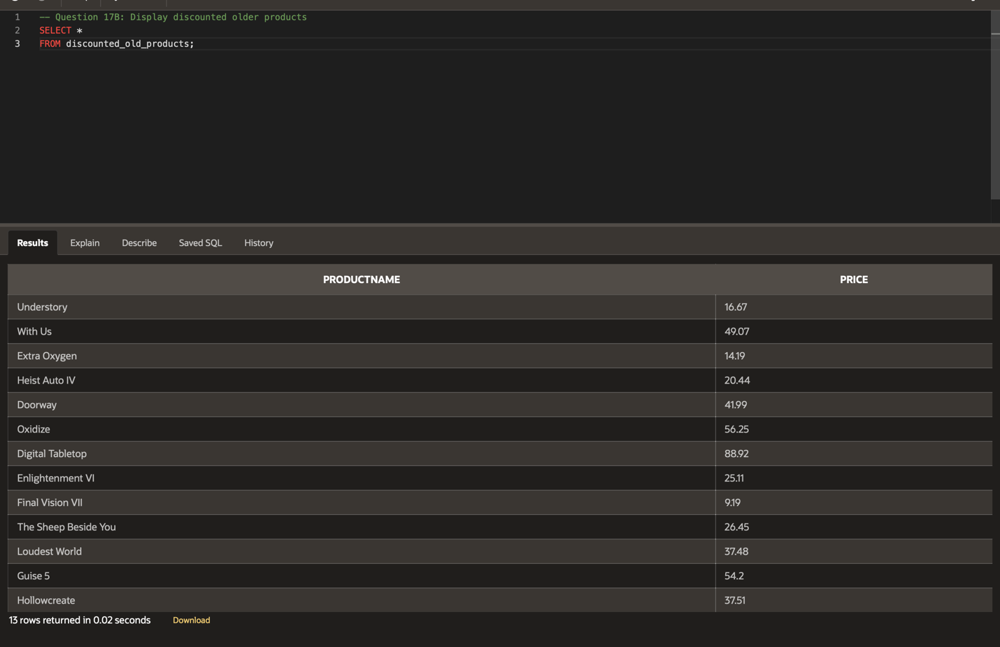 1 -- Question 17B: Display discounted older products
2 SELECT *
3 FROM discounted_old_products;
Results Explain Describe Saved SQL History
PRODUCTNAME PRICE
Understory 16.67
With Us 49.07
Extra Oxygen 14.19
Heist Auto IV 20.44
Doorway 41.99
Oxidize 56.25
Digital Tabletop 88.92
Enlightenment VI 25.11
Final Vision VII 9.19
The Sheep Beside You 26.45
Loudest World 37.48
Guise 5 54.2
Hollowcreate 37.51
13 rows returned in 0.02 seconds Download